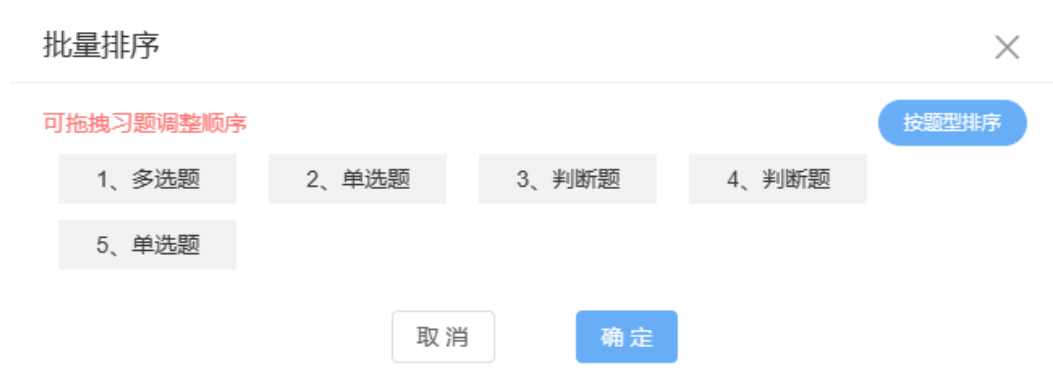 批量排序
可拖拽习题调整顺序
按题型排序
1、多选题
2、单选题
3、判断题
4、判断题
5、单选题
取消
确定